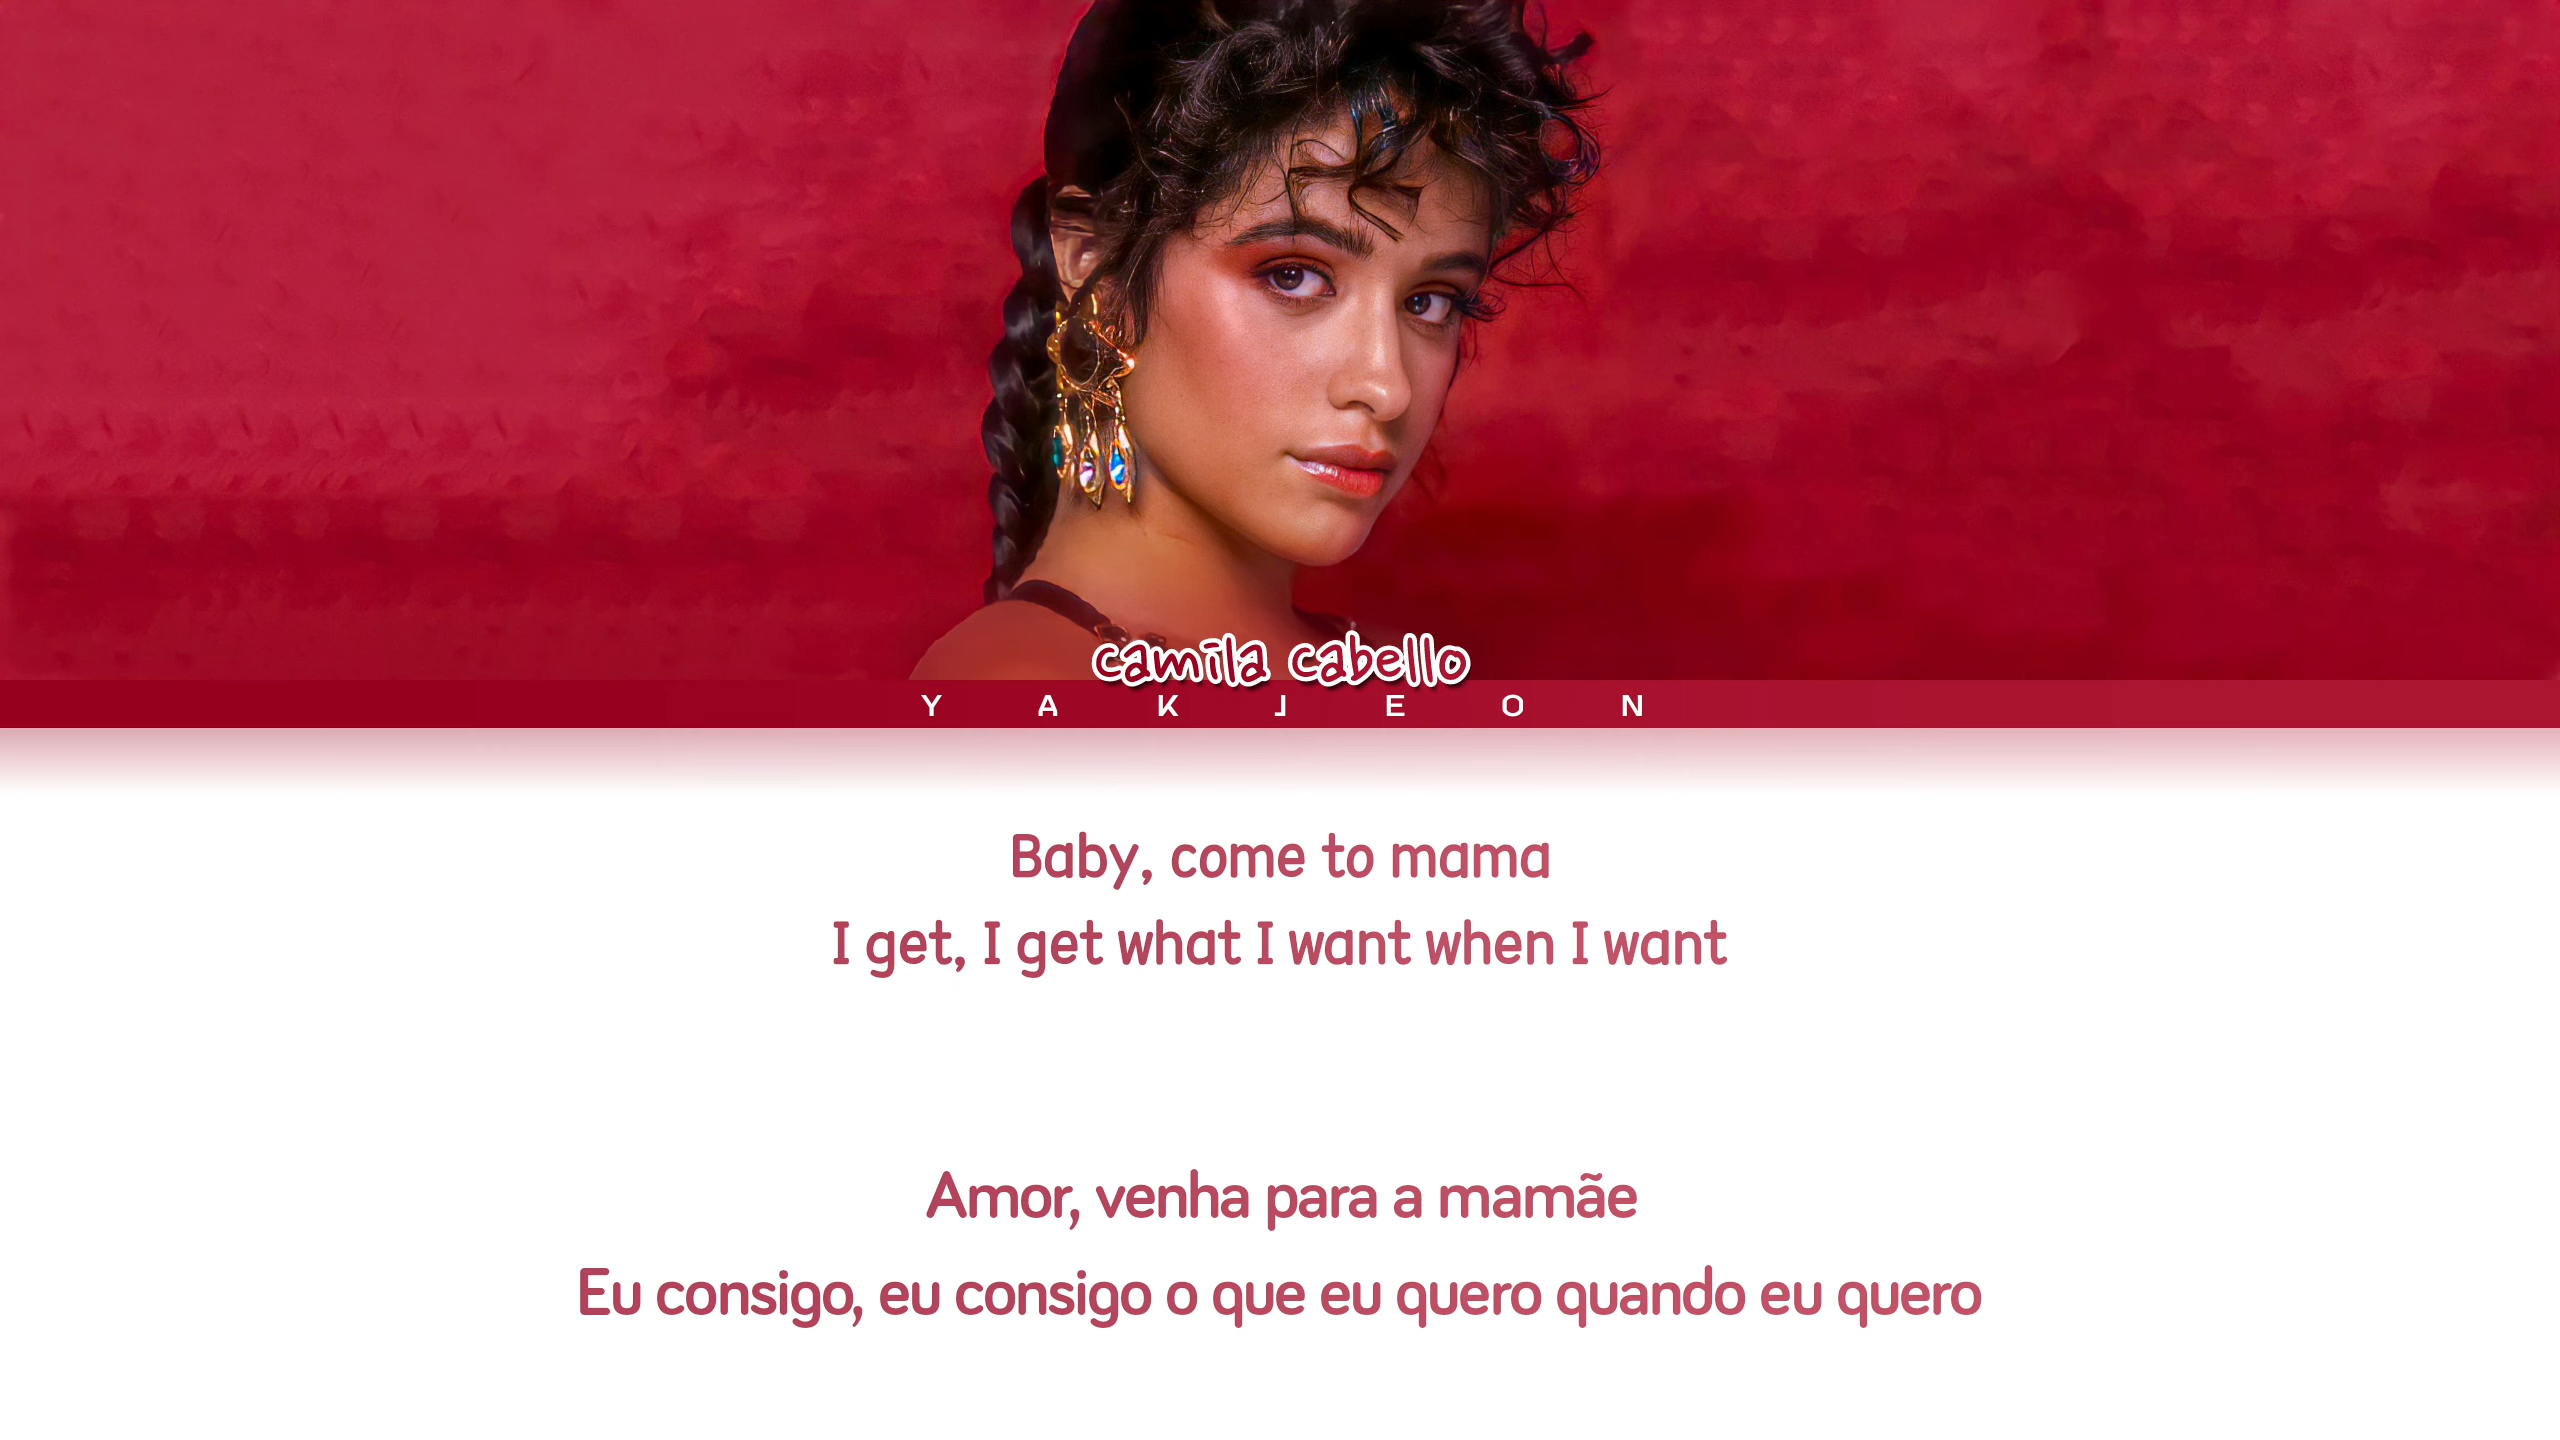 camila cabello
YAKJEON
Baby, come to mama
I get, I get what I want when I want
Amor, venha para a mamãe
Eu consigo, eu consigo o que eu quero quando eu quero